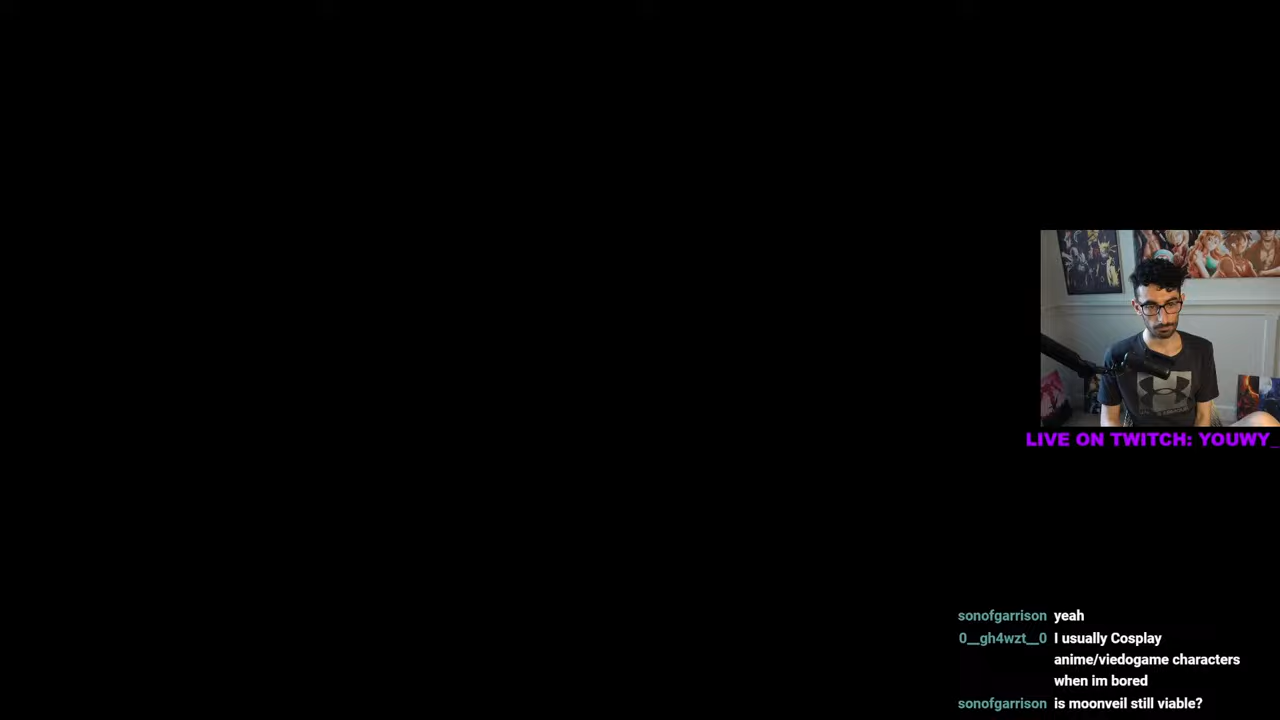 LIVE ON TWITCH: YOUWY_
sonofgarrison yeah
0__gh4wzt__0 I usually Cosplay
anime/viedogame characters
when im bored
sonofgarrison is moonveil still viable?